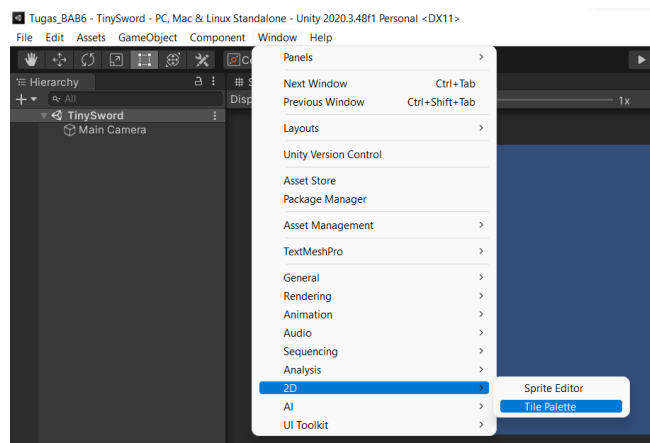 Tugas_BAB6 - TinySword - PC, Mac & Linux Standalone - Unity 2020.3.48f1 Personal <DX11>
File Edit Assets GameObject Component Window Help
Hierarchy
All
TinySword
Main Camera
Disp
1x
Panels
Next Window Ctrl+Tab
Previous Window Ctrl+Shift+Tab
Layouts
Unity Version Control
Asset Store
Package Manager
Asset Management
TextMeshPro
General
Rendering
Animation
Audio
Sequencing
Analysis
2D
AI
UI Toolkit
Sprite Editor
Tile Palette